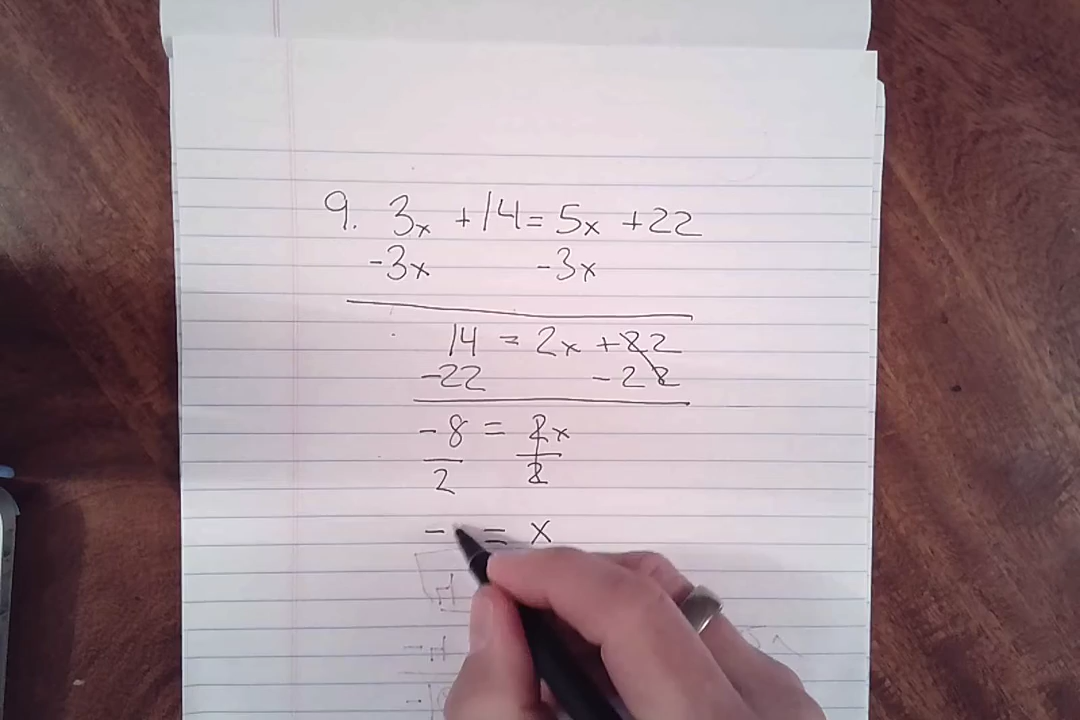 9. 3x + 14 = 5x + 22
-3x -3x
14 = 2x + 22
-22 -22
-8 = 2x
2 2
- = x